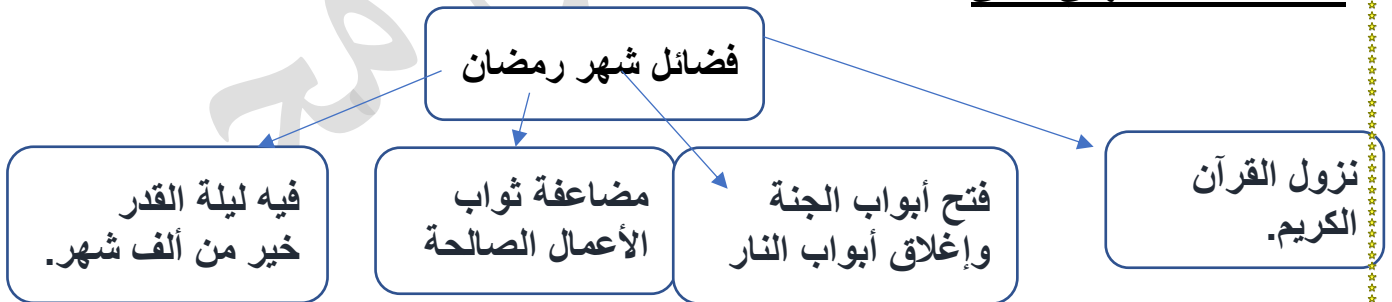 فضائل شهر رمضان
نزول القرآن
الكريم.
فتح أبواب الجنة
وإغلاق أبواب النار
مضاعفة ثواب
الأعمال الصالحة
فيه ليلة القدر
خير من ألف شهر.